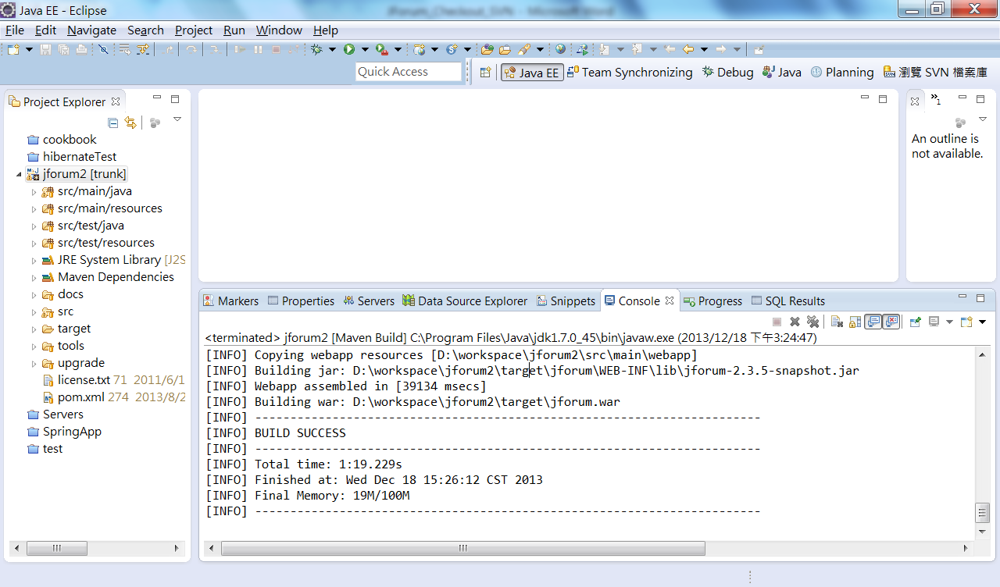 Java EE - Eclipse
JForum_Checkout_SVN - Microsoft Word
File Edit Navigate Search Project Run Window Help
Quick Access
Java EE Team Synchronizing Debug Java Planning 瀏覽 SVN 檔案庫
Project Explorer
cookbook
hibernateTest
jforum2 [trunk]
src/main/java
src/main/resources
src/test/java
src/test/resources
JRE System Library [J2S
Maven Dependencies
docs
src
target
tools
upgrade
license.txt 71 2011/6/1
pom.xml 274 2013/8/2
Servers
SpringApp
test
»1
An outline is
not available.
Markers Properties Servers Data Source Explorer Snippets Console Progress SQL Results
<terminated> jforum2 [Maven Build] C:\Program Files\Java\jdk1.7.0_45\bin\javaw.exe (2013/12/18 下午3:24:47)
[INFO] Copying webapp resources [D:\workspace\jforum2\src\main\webapp]
[INFO] Building jar: D:\workspace\jforum2\target\jforum\WEB-INF\lib\jforum-2.3.5-snapshot.jar
[INFO] Webapp assembled in [39134 msecs]
[INFO] Building war: D:\workspace\jforum2\target\jforum.war
[INFO] ------------------------------------------------------------------------
[INFO] BUILD SUCCESS
[INFO] ------------------------------------------------------------------------
[INFO] Total time: 1:19.229s
[INFO] Finished at: Wed Dec 18 15:26:12 CST 2013
[INFO] Final Memory: 19M/100M
[INFO] ------------------------------------------------------------------------